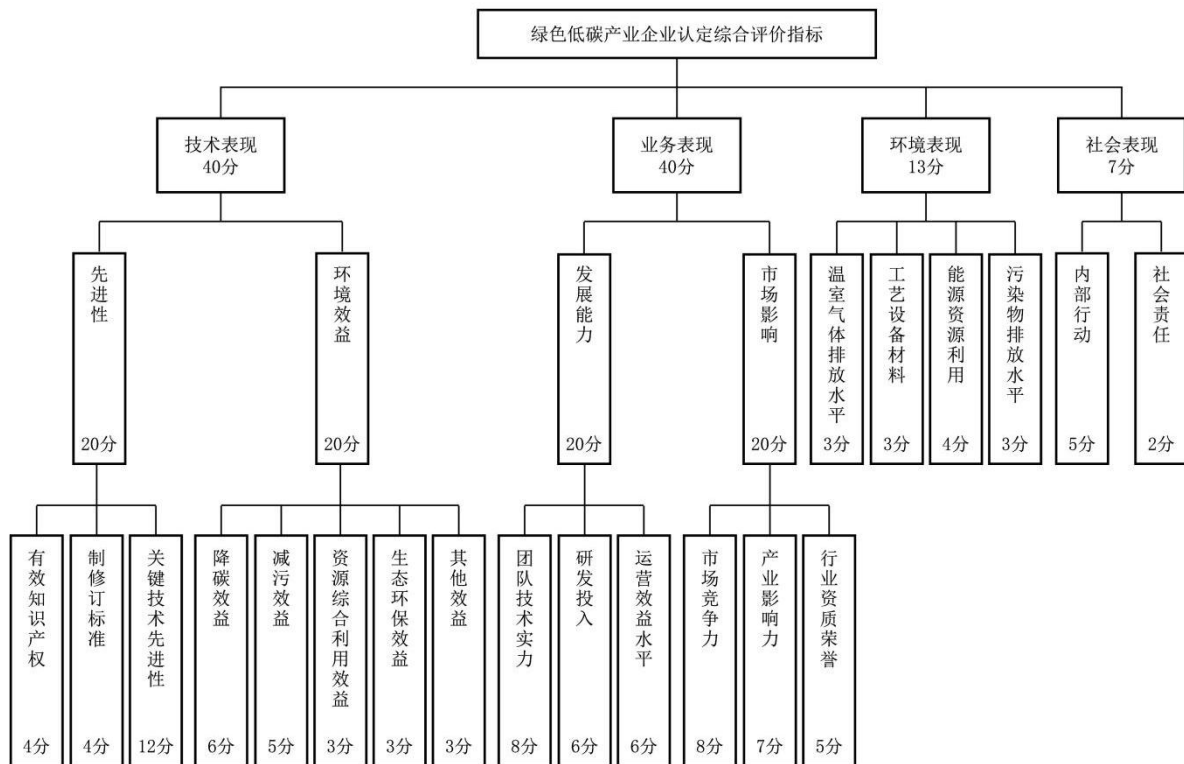 绿色低碳产业企业认定综合评价指标
技术表现
40分
业务表现
40分
环境表现
13分
社会表现
7分
先进性
20分
环境效益
20分
发展能力
20分
市场影响
20分
温室气体排放水平
3分
工艺设备材料
3分
能源资源利用
4分
污染物排放水平
3分
内部行动
5分
社会责任
2分
有效知识产权
4分
制修订标准
4分
关键技术先进性
12分
降碳效益
6分
减污效益
5分
资源综合利用效益
3分
生态环保效益
3分
其他效益
3分
团队技术实力
8分
研发投入
6分
运营效益水平
6分
市场竞争力
8分
产业影响力
7分
行业资质荣誉
5分